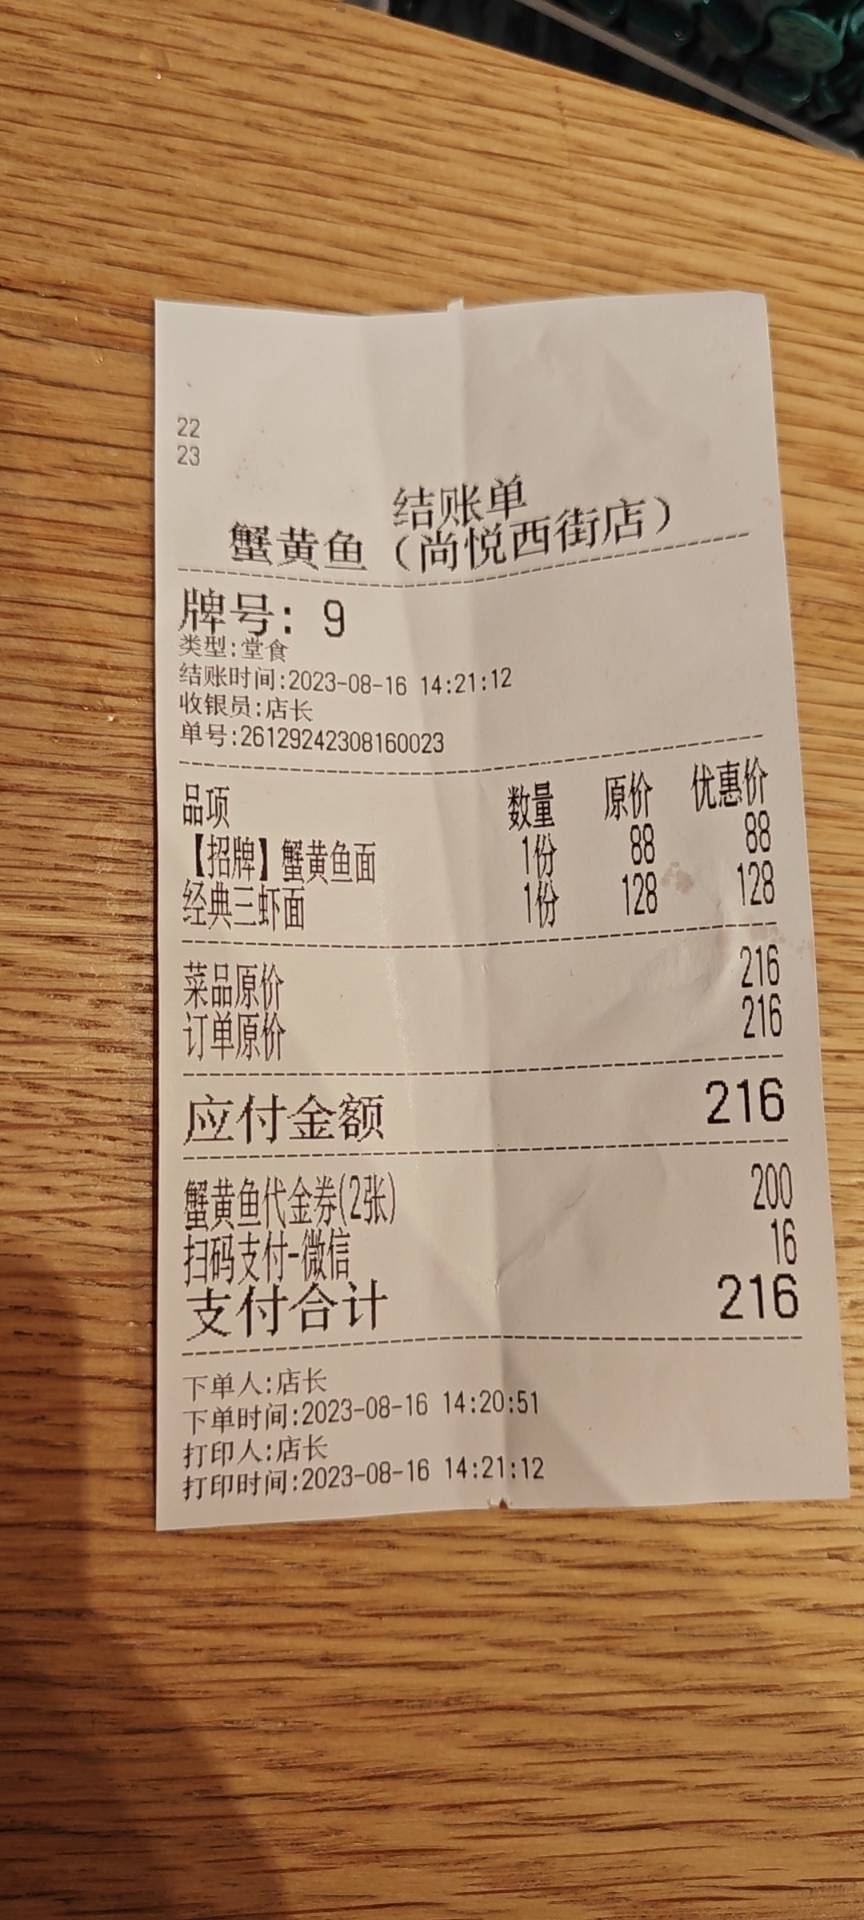 22
23
结账单
蟹黄鱼（尚悦西街店）
牌号: 9
类型:堂食
结账时间:2023-08-16 14:21:12
收银员:店长
单号:261292423081600​23
品项 数量 原价 优惠价
【招牌】蟹黄鱼面 1份 88 88
经典三虾面 1份 128 128
菜品原价 216
订单原价 216
应付金额 216
蟹黄鱼代金券(2张) 200
扫码支付-微信 16
支付合计 216
下单人:店长
下单时间:2023-08-16 14:20:51
打印人:店长
打印时间:2023-08-16 14:21:12